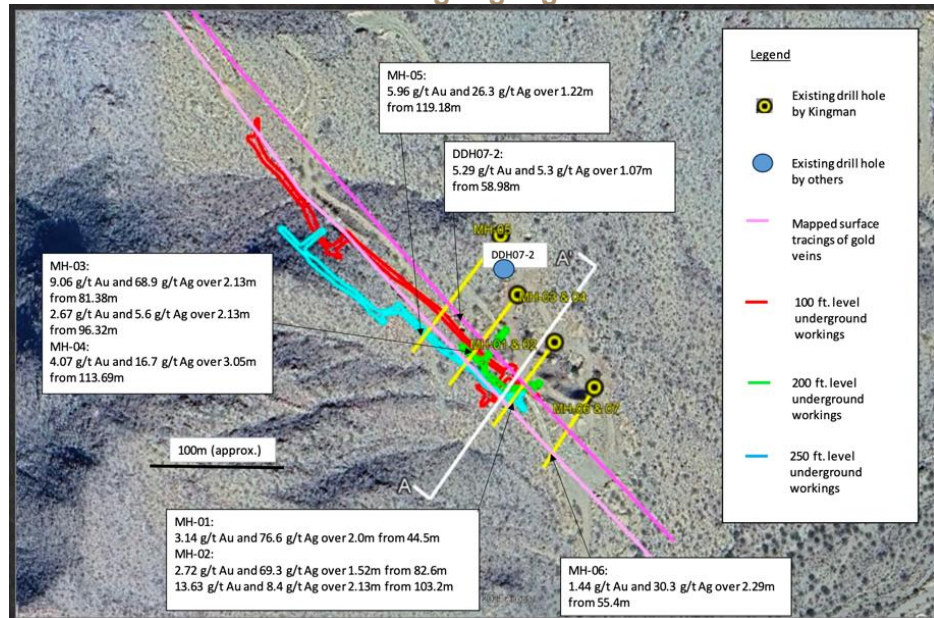 Legend
Existing drill hole
by Kingman
Existing drill hole
by others
Mapped surface
tracings of gold
veins
100 ft. level
underground
workings
200 ft. level
underground
workings
250 ft. level
underground
workings
MH-05:
5.96 g/t Au and 26.3 g/t Ag over 1.22m
from 119.18m
DDH07-2:
5.29 g/t Au and 5.3 g/t Ag over 1.07m
from 58.98m
MH-05
DDH07-2
A'
MH-03 & 04
MH-01 & 02
MH-06 & 07
A
MH-03:
9.06 g/t Au and 68.9 g/t Ag over 2.13m
from 81.38m
2.67 g/t Au and 5.6 g/t Ag over 2.13m
from 96.32m
MH-04:
4.07 g/t Au and 16.7 g/t Ag over 3.05m
from 113.69m
100m (approx.)
MH-01:
3.14 g/t Au and 76.6 g/t Ag over 2.0m from 44.5m
MH-02:
2.72 g/t Au and 69.3 g/t Ag over 1.52m from 82.6m
13.63 g/t Au and 8.4 g/t Ag over 2.13m from 103.2m
MH-06:
1.44 g/t Au and 30.3 g/t Ag over 2.29m
from 55.4m